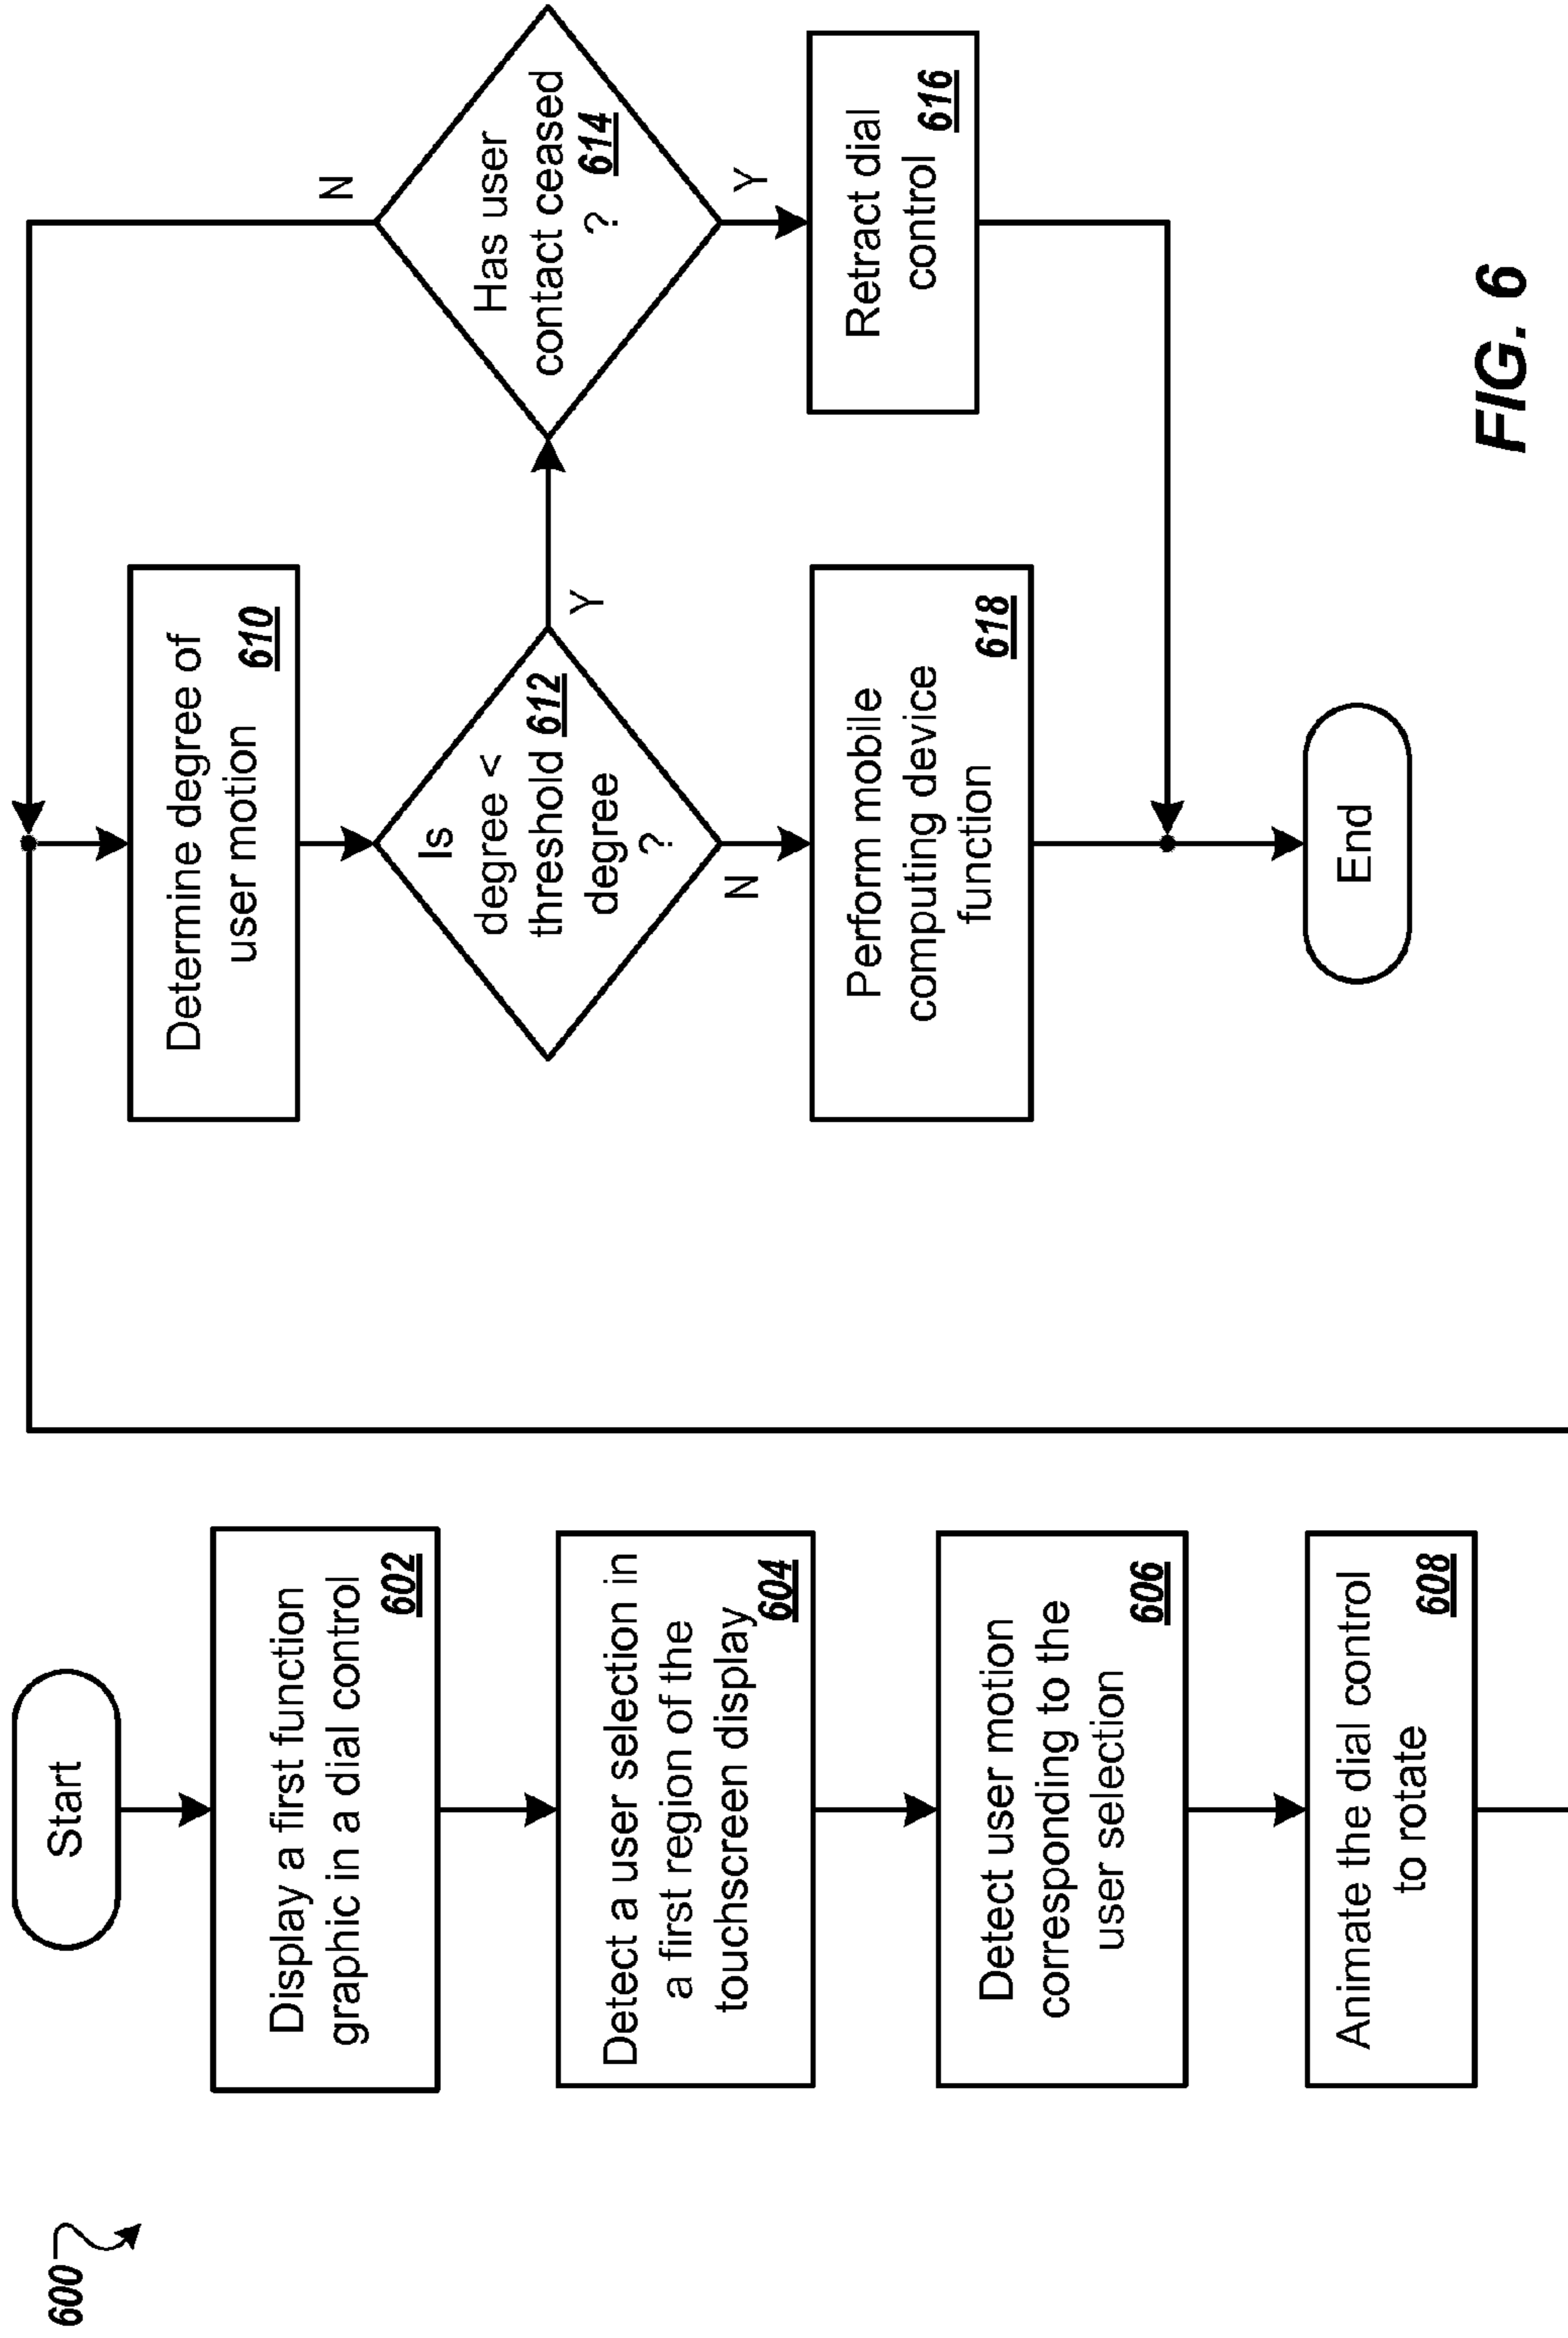 600
Start
Display a first function
graphic in a dial control
602
Detect a user selection in
a first region of the
touchscreen display
604
Detect user motion
corresponding to the
user selection
606
Animate the dial control
to rotate
608
Determine degree of
user motion
610
Is
degree <
threshold 612
degree
?
Y
N
Has user
contact ceased
? 614
N
Y
Retract dial
control 616
Perform mobile
computing device
function
618
End
FIG. 6